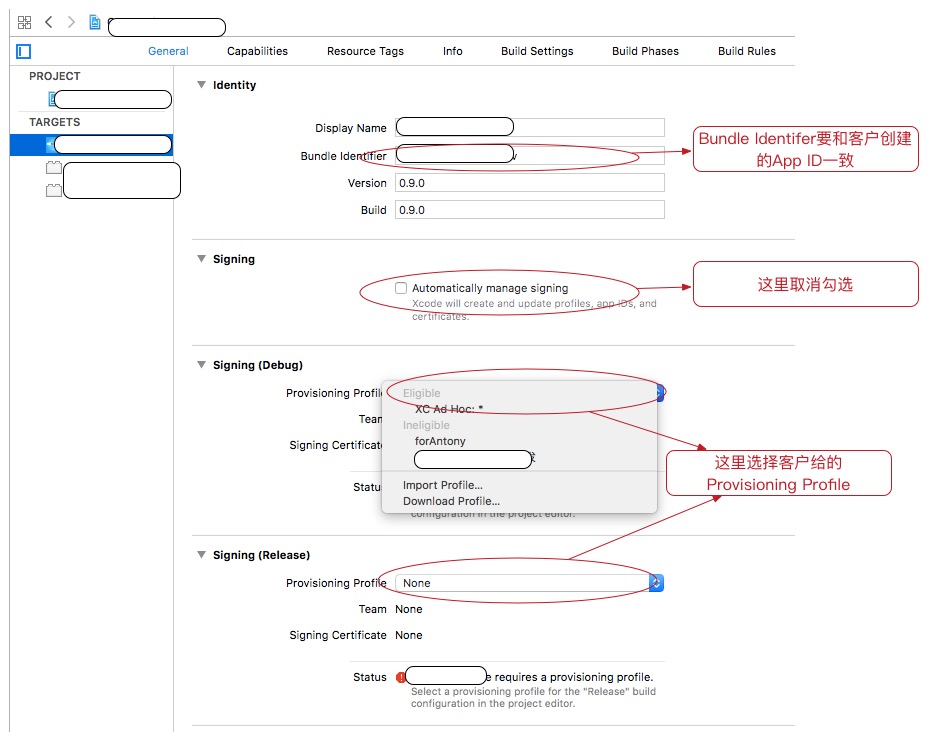 General Capabilities Resource Tags Info Build Settings Build Phases Build Rules
PROJECT
TARGETS
Identity
Display Name
Bundle Identifier
Version 0.9.0
Build 0.9.0
Bundle Identifer要和客户创建
的App ID一致
Signing
Automatically manage signing
Xcode will create and update profiles, app IDs, and
certificates.
这里取消勾选
Signing (Debug)
Provisioning Profile
Eligible
XC Ad Hoc: *
Team
Ineligible
forAntony
Signing Certificate
Status
Import Profile...
Download Profile...
configuration in the project editor.
这里选择客户给的
Provisioning Profile
Signing (Release)
Provisioning Profile None
Team None
Signing Certificate None
Status e requires a provisioning profile.
Select a provisioning profile for the "Release" build
configuration in the project editor.